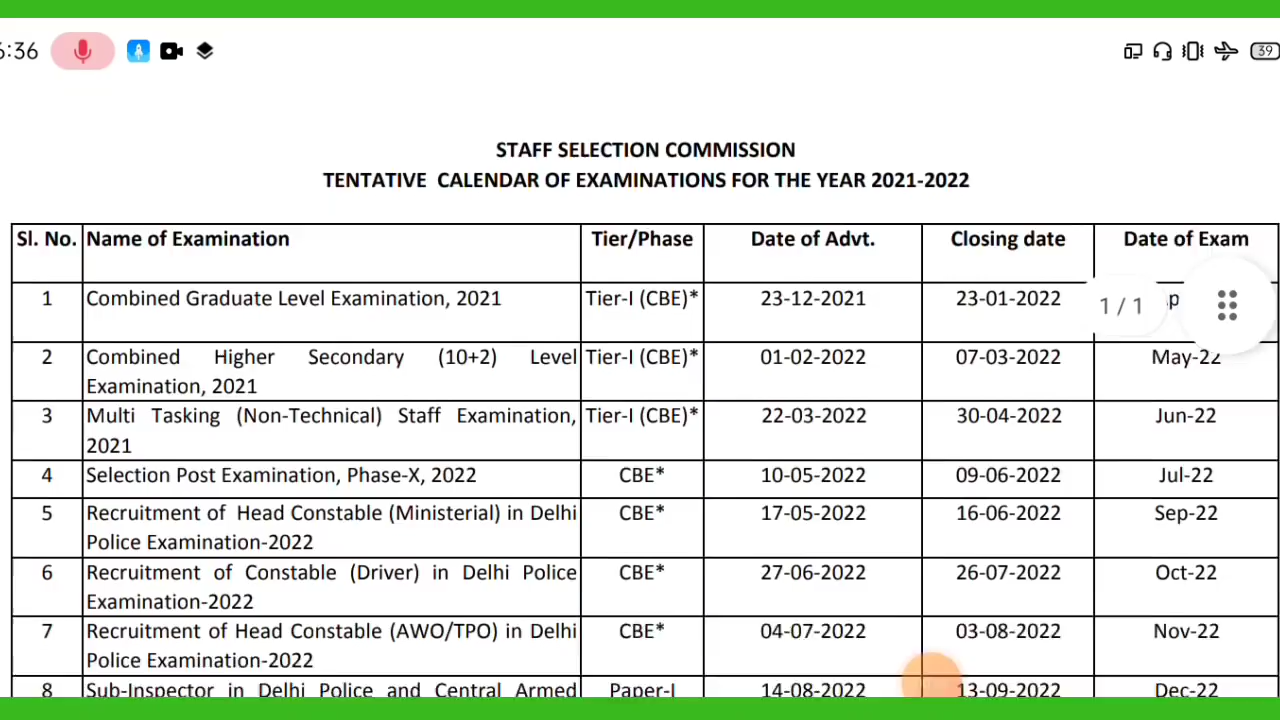 :36
39
STAFF SELECTION COMMISSION
TENTATIVE CALENDAR OF EXAMINATIONS FOR THE YEAR 2021-2022
Sl. No. Name of Examination Tier/Phase Date of Advt. Closing date Date of Exam
1 Combined Graduate Level Examination, 2021 Tier-I (CBE)* 23-12-2021 23-01-2022
1 / 1
2 Combined Higher Secondary (10+2) Level Tier-I (CBE)* 01-02-2022 07-03-2022 May-22
Examination, 2021
3 Multi Tasking (Non-Technical) Staff Examination, Tier-I (CBE)* 22-03-2022 30-04-2022 Jun-22
2021
4 Selection Post Examination, Phase-X, 2022 CBE* 10-05-2022 09-06-2022 Jul-22
5 Recruitment of Head Constable (Ministerial) in Delhi CBE* 17-05-2022 16-06-2022 Sep-22
Police Examination-2022
6 Recruitment of Constable (Driver) in Delhi Police CBE* 27-06-2022 26-07-2022 Oct-22
Examination-2022
7 Recruitment of Head Constable (AWO/TPO) in Delhi CBE* 04-07-2022 03-08-2022 Nov-22
Police Examination-2022
8 Sub-Inspector in Delhi Police and Central Armed Paper-I 14-08-2022 13-09-2022 Dec-22